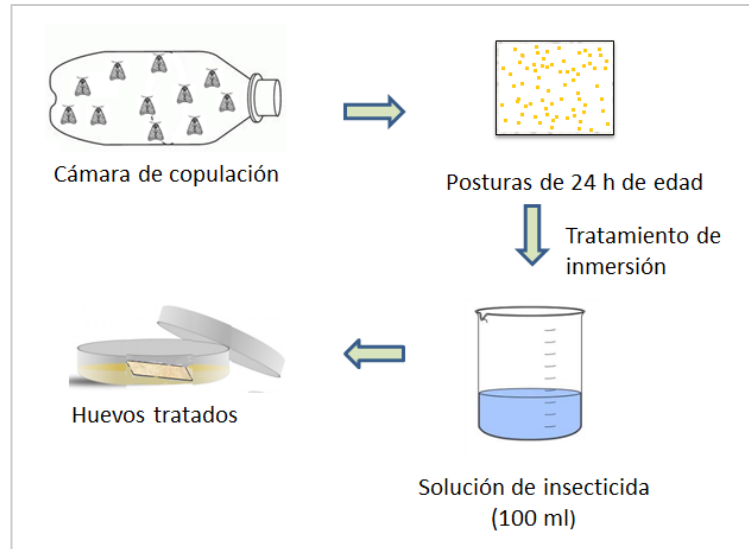 Cámara de copulación
Posturas de 24 h de edad
Tratamiento de
inmersión
Solución de insecticida
(100 ml)
Huevos tratados